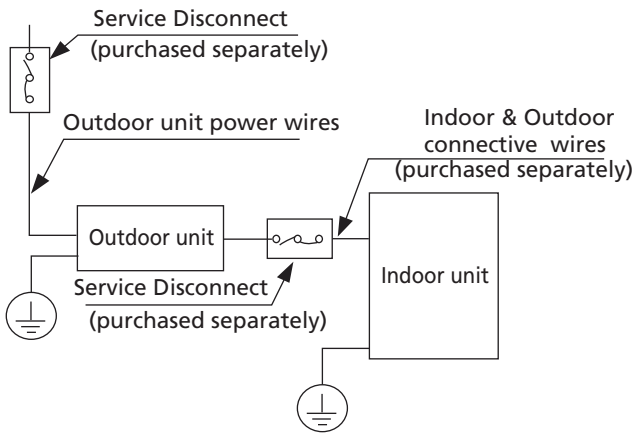 Service Disconnect
(purchased separately)
Outdoor unit power wires
Indoor & Outdoor
connective wires
(purchased separately)
Outdoor unit
Indoor unit
Service Disconnect
(purchased separately)